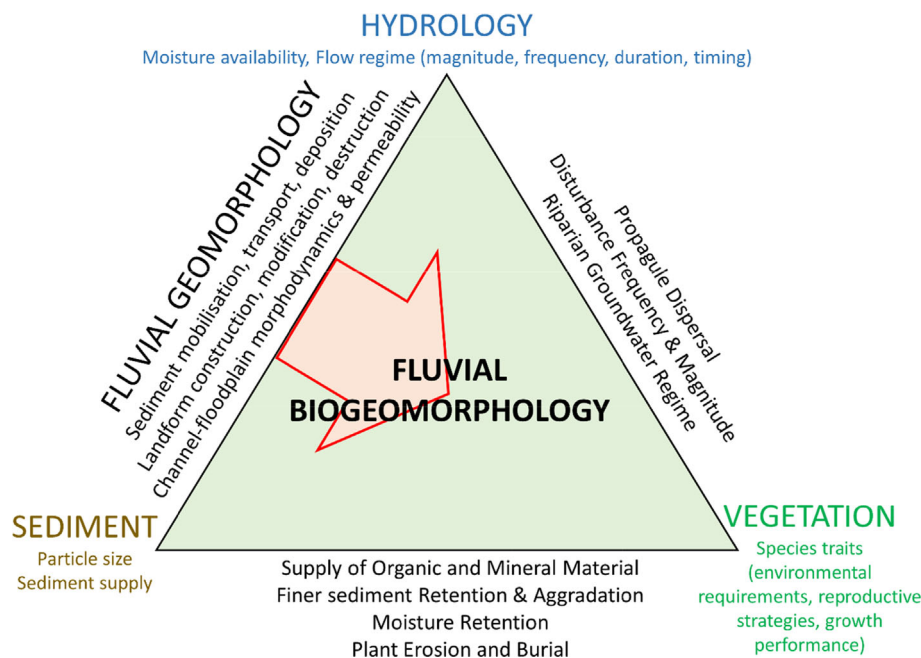 HYDROLOGY
Moisture availability, Flow regime (magnitude, frequency, duration, timing)
FLUVIAL GEOMORPHOLOGY
Sediment mobilisation, transport, deposition
Landform construction, modification, destruction
Channel-floodplain morphodynamics & permeability
Propagule Dispersal
Disturbance Frequency & Magnitude
Riparian Groundwater Regime
FLUVIAL
BIOGEOMORPHOLOGY
SEDIMENT
Particle size
Sediment supply
VEGETATION
Species traits
(environmental
requirements, reproductive
strategies, growth
performance)
Supply of Organic and Mineral Material
Finer sediment Retention & Aggradation
Moisture Retention
Plant Erosion and Burial